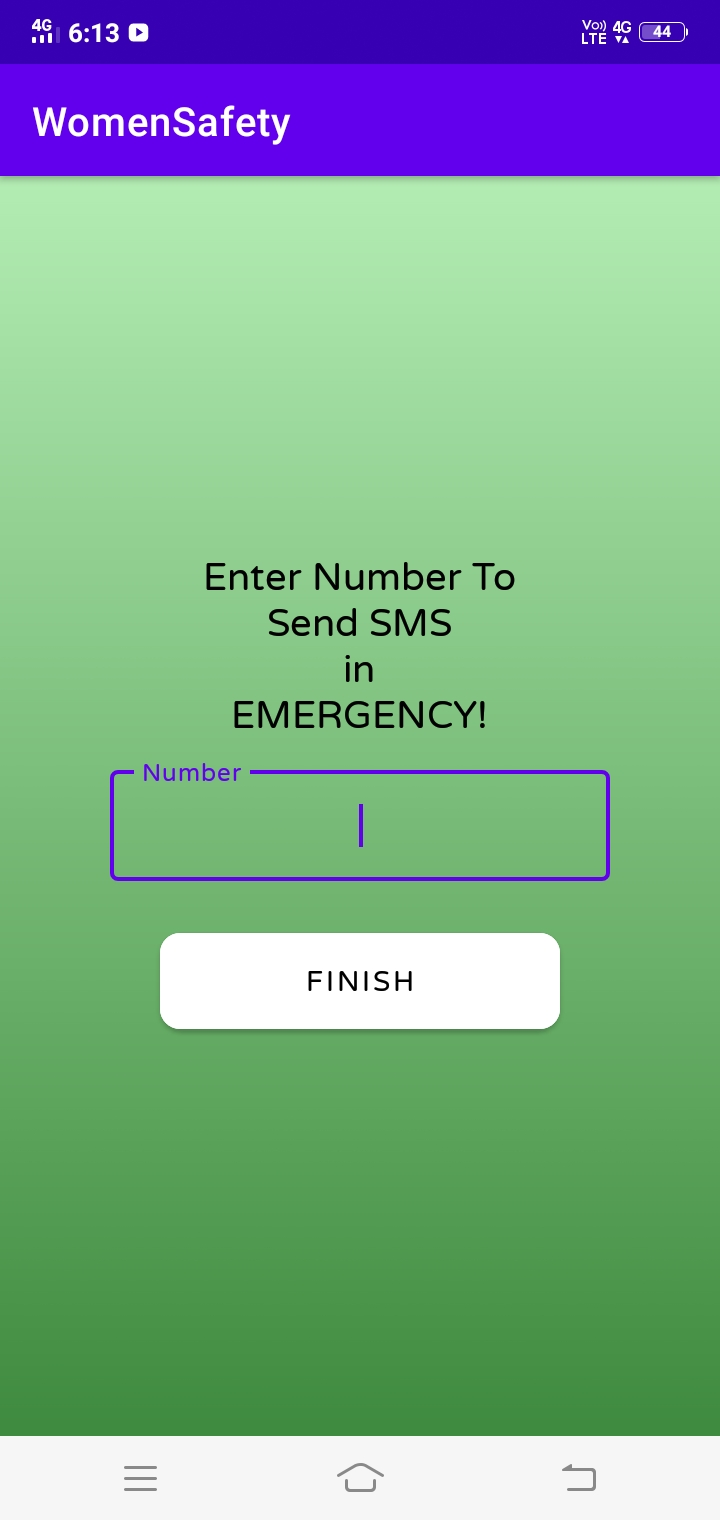 4G 6:13 Vo)) LTE 4G 44
WomenSafety
Enter Number To
Send SMS
in
EMERGENCY!
Number
FINISH